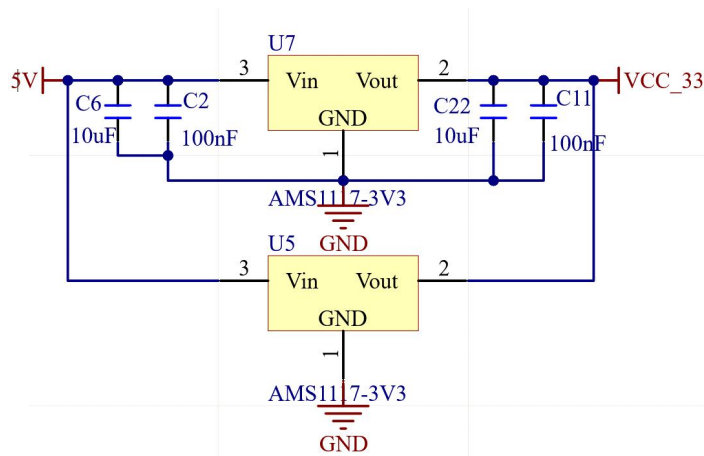 U7
5V
3
Vin
Vout
2
VCC_33
C6
C2
C22
C11
10uF
100nF
GND
10uF
100nF
1
AMS1117-3V3
GND
U5
3
Vin
Vout
2
GND
1
AMS1117-3V3
GND